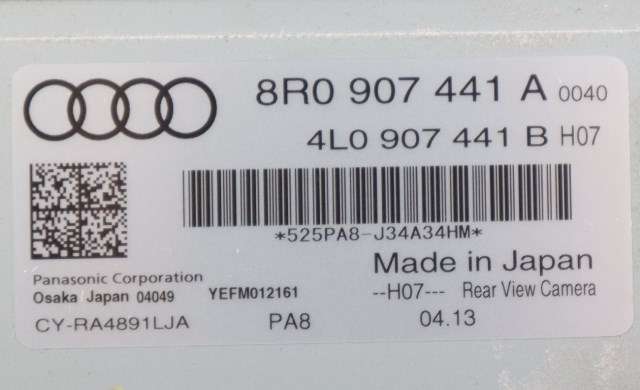 8R0 907 441 A 0040
4L0 907 441 B H07
*525PA8-J34A34HM*
Panasonic Corporation
Made in Japan
Osaka Japan 04049 YEFM012161 --H07--- Rear View Camera
CY-RA4891LJA PA8 04.13